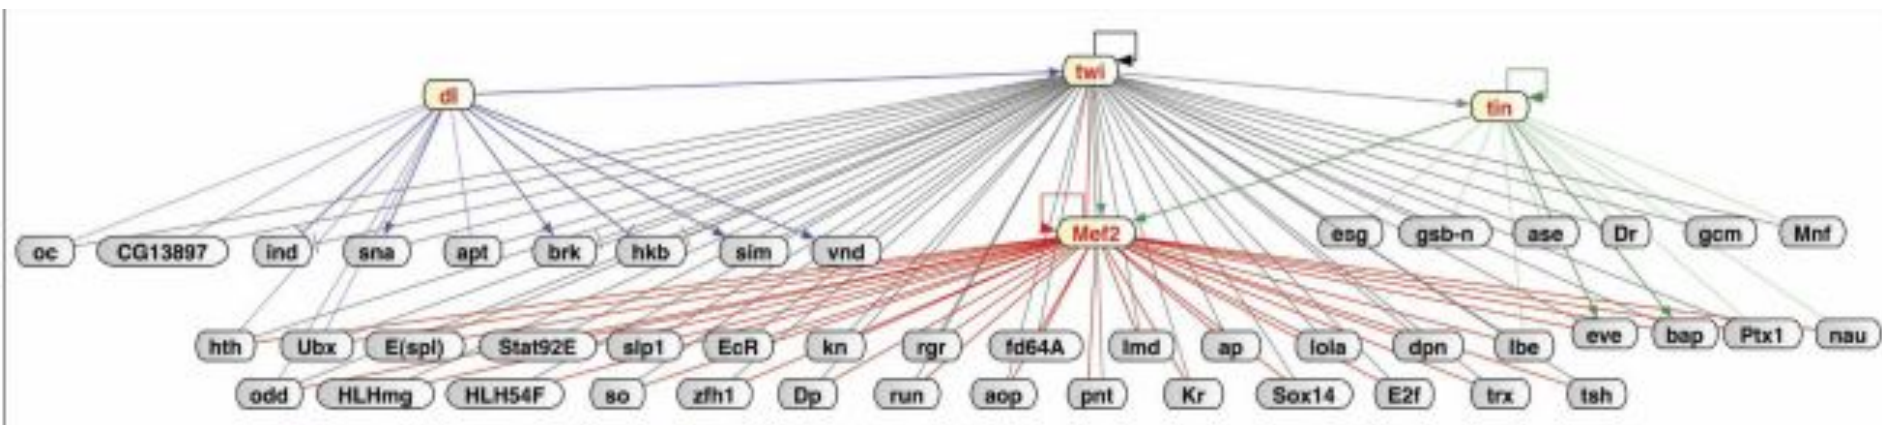 twi
dl
tin
oc CG13897 ind sna apt brk hkb sim vnd Mef2 esg gsb-n ase Dr gcm Mnf
hth Ubx E(spl) Stat92E slp1 EcR kn rgr fd64A lmd ap lola dpn lbe eve bap Ptx1 nau
odd HLHmg HLH54F so zfh1 Dp run aop pnt Kr Sox14 E2f trx tsh